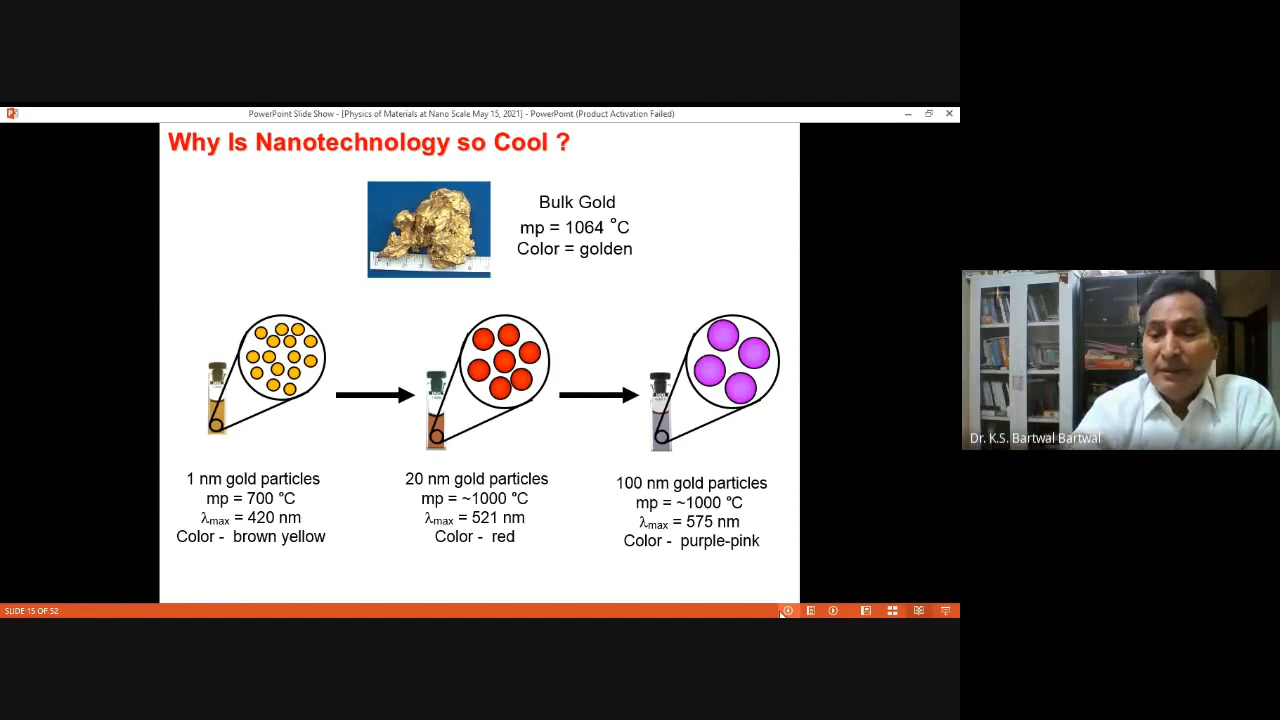 PowerPoint Slide Show - [Physics of Materials at Nano Scale May 15, 2021] - PowerPoint (Product Activation Failed)
Why Is Nanotechnology so Cool ?
Bulk Gold
mp = 1064 °C
Color = golden
1 nm gold particles
mp = 700 °C
λmax = 420 nm
Color - brown yellow
20 nm gold particles
mp = ~1000 °C
λmax = 521 nm
Color - red
100 nm gold particles
mp = ~1000 °C
λmax = 575 nm
Color - purple-pink
Dr. K.S. Bartwal Bartwal
SLIDE 15 OF 52